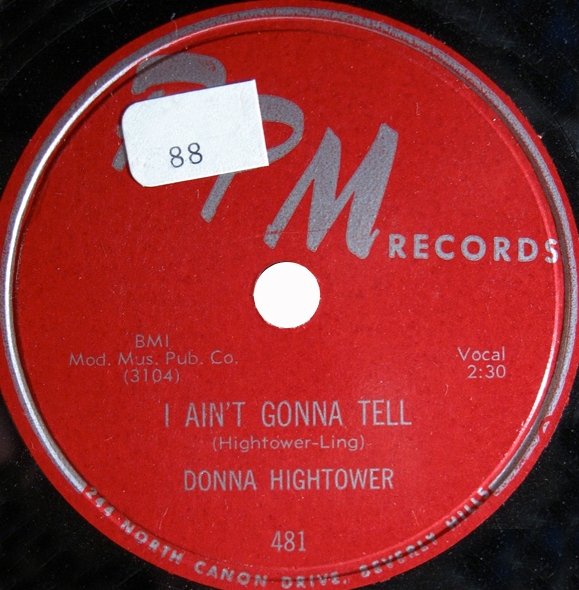 88
RPM
RECORDS
BMI
Mod. Mus. Pub. Co.
(3104)
Vocal
2:30
I AIN'T GONNA TELL
(Hightower-Ling)
DONNA HIGHTOWER
481
244 NORTH CANON DRIVE, BEVERLY HILLS